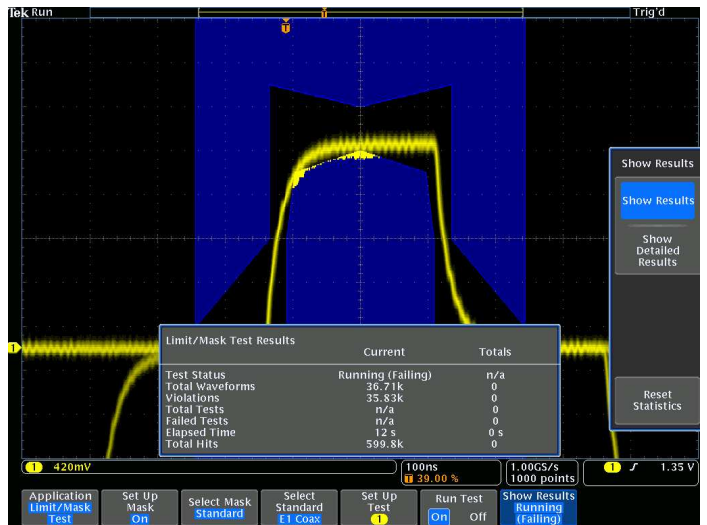 Tek Run Trig'd
T
T
Show Results
Show Results
Show
Detailed
Results
Reset
Statistics
Limit/Mask Test Results
Current Totals
Test Status Running (Failing) n/a
Total Waveforms 36.71k 0
Violations 35.83k 0
Total Tests n/a 0
Failed Tests n/a 0
Elapsed Time 12 s 0 s
Total Hits 599.8k 0
1
1 420mV
100ns
T 39.00 %
1.00GS/s
1000 points
1 1.35 V
Application
Limit/Mask
Test
Set Up
Mask
On
Select Mask
Standard
Select
Standard
E1 Coax
Set Up
Test
1
Run Test
On Off
Show Results
Running
(Failing)